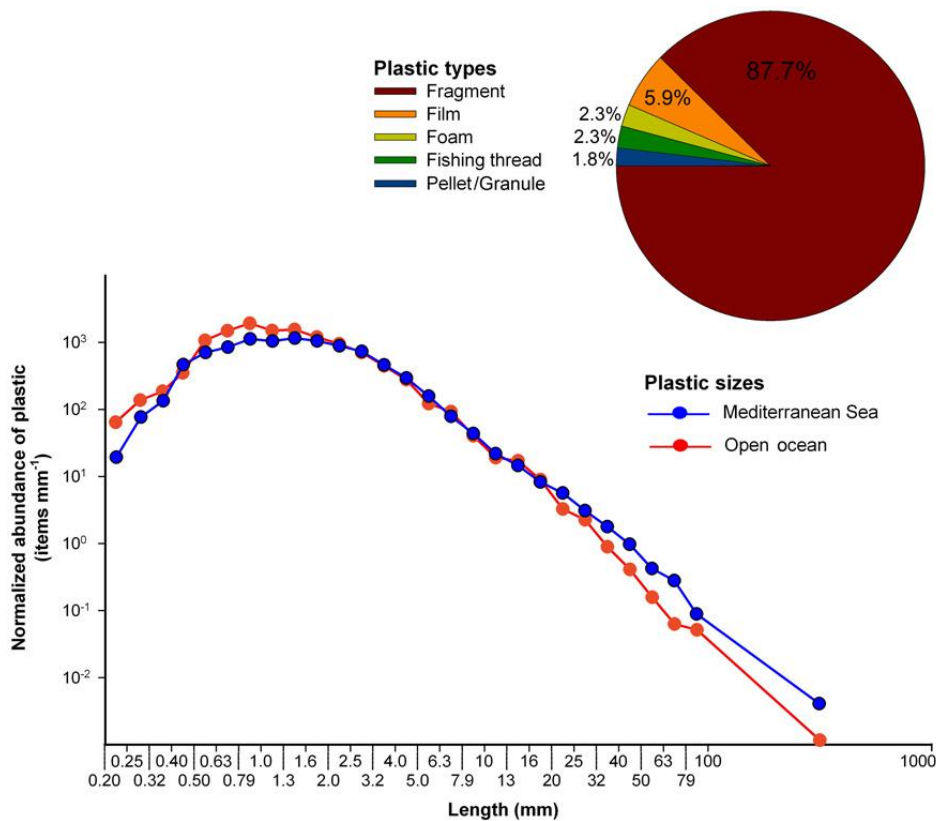 Plastic types
Fragment
Film
Foam
Fishing thread
Pellet/Granule
87.7%
5.9%
2.3%
2.3%
1.8%
Plastic sizes
Mediterranean Sea
Open ocean
Normalized abundance of plastic
(items mm⁻¹)
10³
10²
10¹
10⁰
10⁻¹
10⁻²
0.25 0.40 0.63 1.0 1.6 2.5 4.0 6.3 10 16 25 40 63 100 1000
0.20 0.32 0.50 0.79 1.3 2.0 3.2 5.0 7.9 13 20 32 50 79
Length (mm)